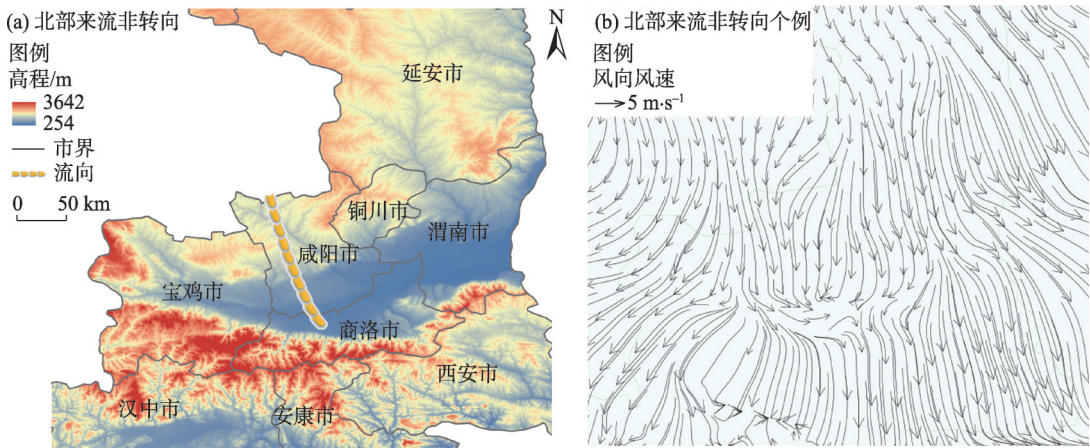 (a) 北部来流非转向
图例
高程/m
3642
254
市界
流向
0 50 km
N
延安市
铜川市
渭南市
咸阳市
宝鸡市
商洛市
西安市
汉中市
安康市
(b) 北部来流非转向个例
图例
风向风速
5 m·s⁻¹